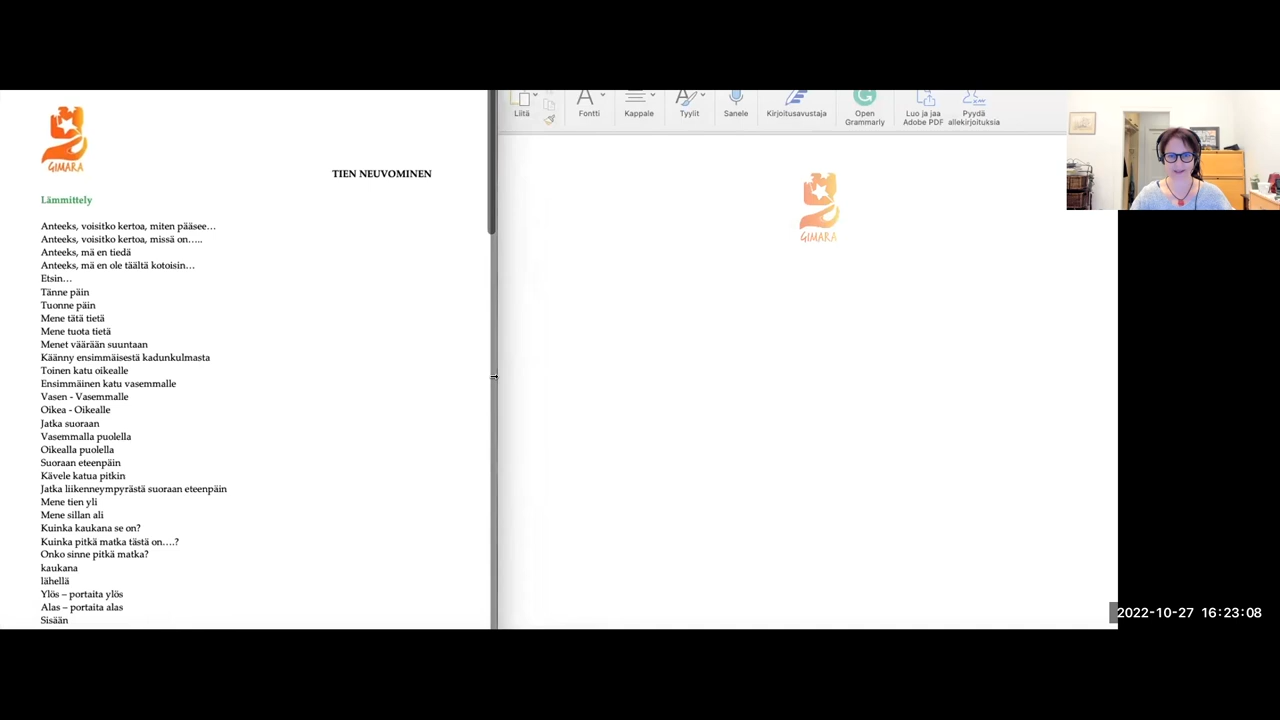 GIMARA
TIEN NEUVOMINEN
Lämmittely
Anteeks, voisitko kertoa, miten pääsee…
Anteeks, voisitko kertoa, missä on…..
Anteeks, mä en tiedä
Anteeks, mä en ole täältä kotoisin…
Etsin…
Tänne päin
Tuonne päin
Mene tätä tietä
Mene tuota tietä
Menet väärään suuntaan
Käänny ensimmäisestä kadunkulmasta
Toinen katu oikealle
Ensimmäinen katu vasemmalle
Vasen - Vasemmalle
Oikea - Oikealle
Jatka suoraan
Vasemmalla puolella
Oikealla puolella
Suoraan eteenpäin
Kävele katua pitkin
Jatka liikenneympyrästä suoraan eteenpäin
Mene tien yli
Mene sillan ali
Kuinka kaukana se on?
Kuinka pitkä matka tästä on….?
Onko sinne pitkä matka?
kaukana
lähellä
Ylös – portaita ylös
Alas – portaita alas
Sisään
Liitä
Fontti
Kappale
Tyylit
Sanele
Kirjoitusavustaja
Open Grammarly
Luo ja jaa Adobe PDF
Pyydä allekirjoituksia
GIMARA
2022-10-27 16:23:08